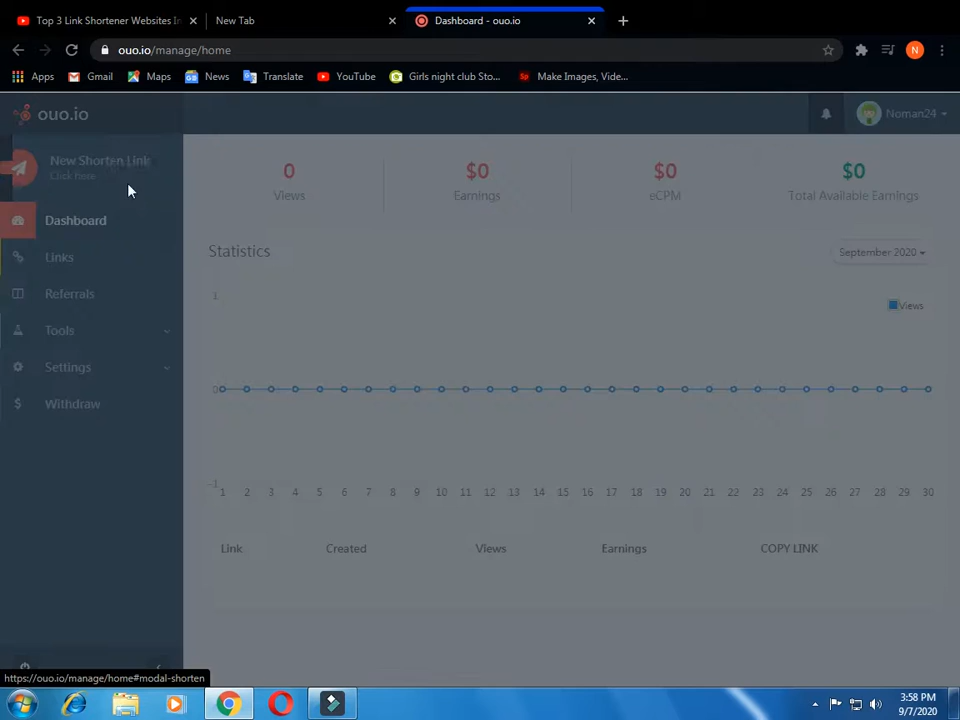 Top 3 Link Shortener Websites In
New Tab
Dashboard - ouo.io
ouo.io/manage/home
N
Apps
Gmail
Maps
News
Translate
YouTube
Girls night club Sto...
Sp
Make Images, Vide...
ouo.io
Noman24
New Shorten Link
Click here
Dashboard
Links
Referrals
Tools
Settings
Withdraw
0
Views
$0
Earnings
$0
eCPM
$0
Total Available Earnings
Statistics
September 2020
Views
1
0
-1
1 2 3 4 5 6 7 8 9 10 11 12 13 14 15 16 17 18 19 20 21 22 23 24 25 26 27 28 29 30
Link Created Views Earnings COPY LINK
https://ouo.io/manage/home#modal-shorten
3:58 PM
9/7/2020